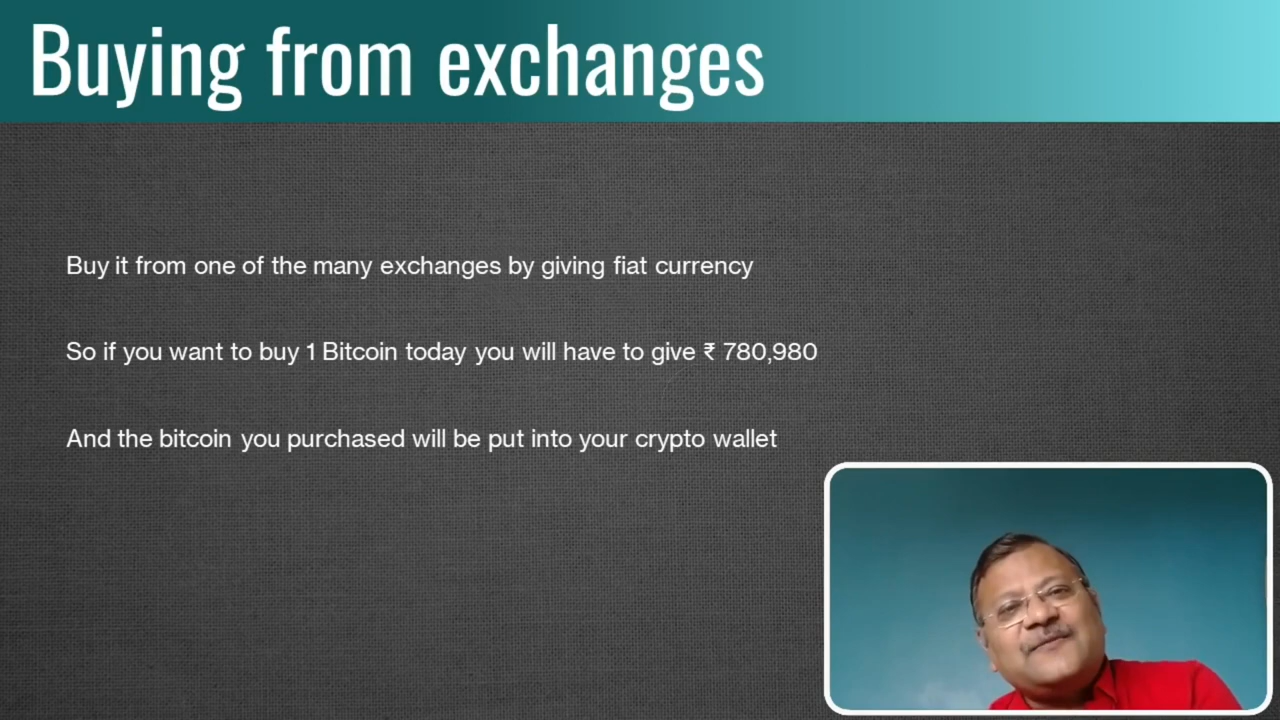 Buying from exchanges
Buy it from one of the many exchanges by giving fiat currency
So if you want to buy 1 Bitcoin today you will have to give ₹ 780,980
And the bitcoin you purchased will be put into your crypto wallet